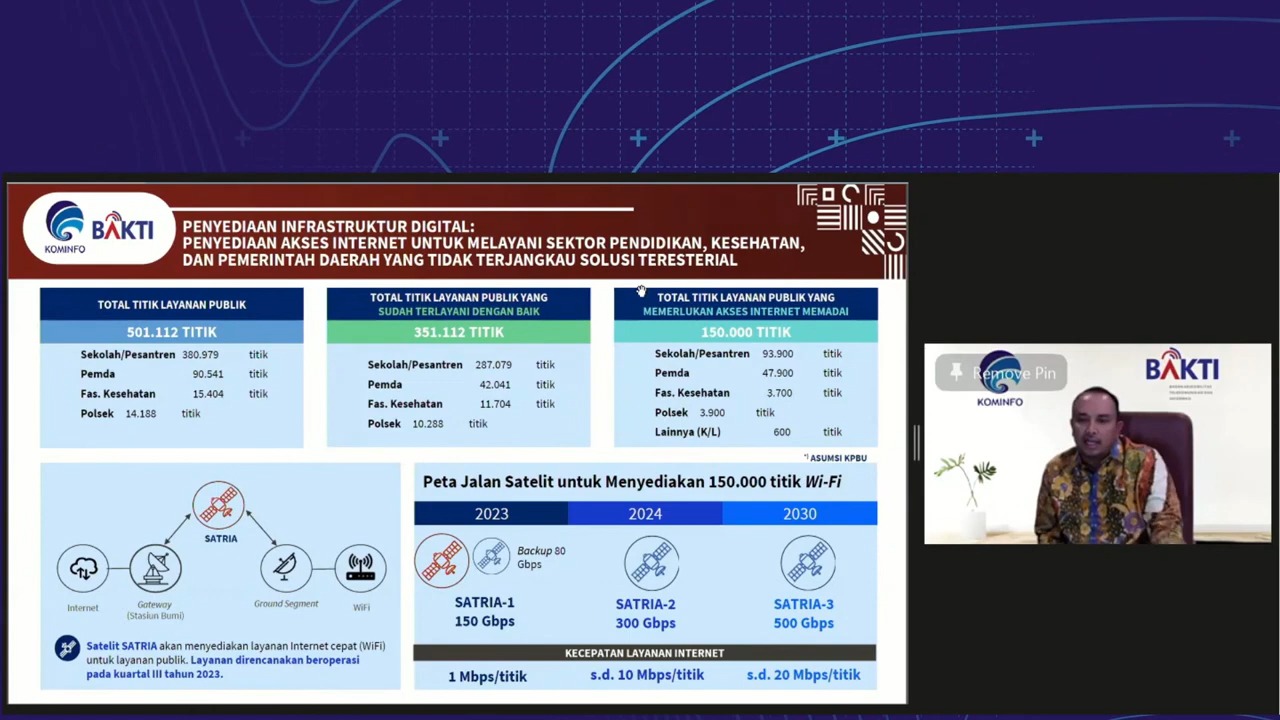 KOMINFO
BAKTI
PENYEDIAAN INFRASTRUKTUR DIGITAL:
PENYEDIAAN AKSES INTERNET UNTUK MELAYANI SEKTOR PENDIDIKAN, KESEHATAN,
DAN PEMERINTAH DAERAH YANG TIDAK TERJANGKAU SOLUSI TERESTERIAL
TOTAL TITIK LAYANAN PUBLIK
501.112 TITIK
Sekolah/Pesantren 380.979 titik
Pemda 90.541 titik
Fas. Kesehatan 15.404 titik
Polsek 14.188 titik
TOTAL TITIK LAYANAN PUBLIK YANG
SUDAH TERLAYANI DENGAN BAIK
351.112 TITIK
Sekolah/Pesantren 287.079 titik
Pemda 42.041 titik
Fas. Kesehatan 11.704 titik
Polsek 10.288 titik
TOTAL TITIK LAYANAN PUBLIK YANG
MEMERLUKAN AKSES INTERNET MEMADAI
150.000 TITIK
Sekolah/Pesantren 93.900 titik
Pemda 47.900 titik
Fas. Kesehatan 3.700 titik
Polsek 3.900 titik
Lainnya (K/L) 600 titik
*) ASUMSI KPBU
SATRIA
Internet
Gateway
(Stasiun Bumi)
Ground Segment
WiFi
Satelit SATRIA akan menyediakan layanan Internet cepat (WiFi)
untuk layanan publik. Layanan direncanakan beroperasi
pada kuartal III tahun 2023.
Peta Jalan Satelit untuk Menyediakan 150.000 titik Wi-Fi
2023 2024 2030
Backup 80
Gbps
SATRIA-1 SATRIA-2 SATRIA-3
150 Gbps 300 Gbps 500 Gbps
KECEPATAN LAYANAN INTERNET
1 Mbps/titik s.d. 10 Mbps/titik s.d. 20 Mbps/titik
Remove Pin
KOMINFO
BAKTI